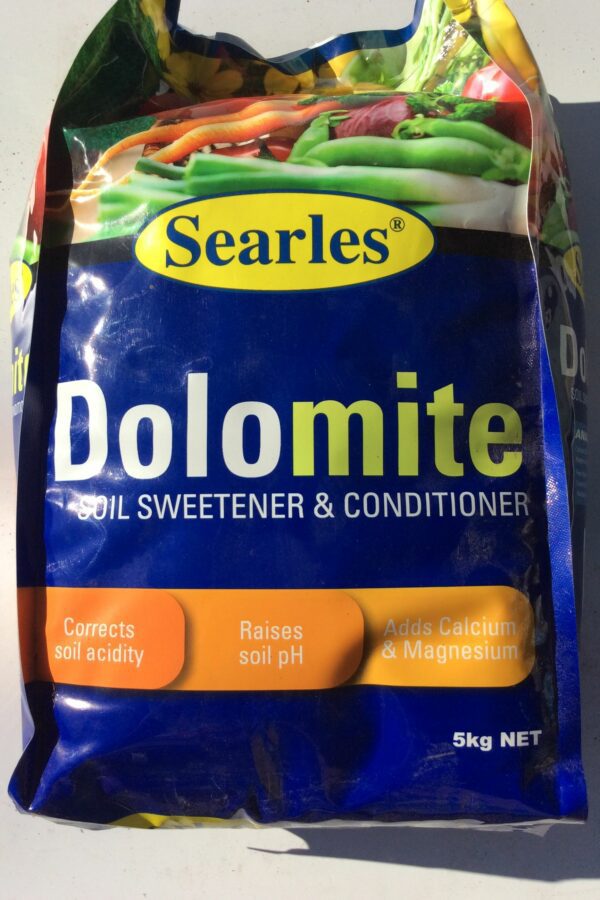 Searles®
Dolomite
SOIL SWEETENER & CONDITIONER
Corrects
soil acidity
Raises
soil pH
Adds Calcium
& Magnesium
5kg NET